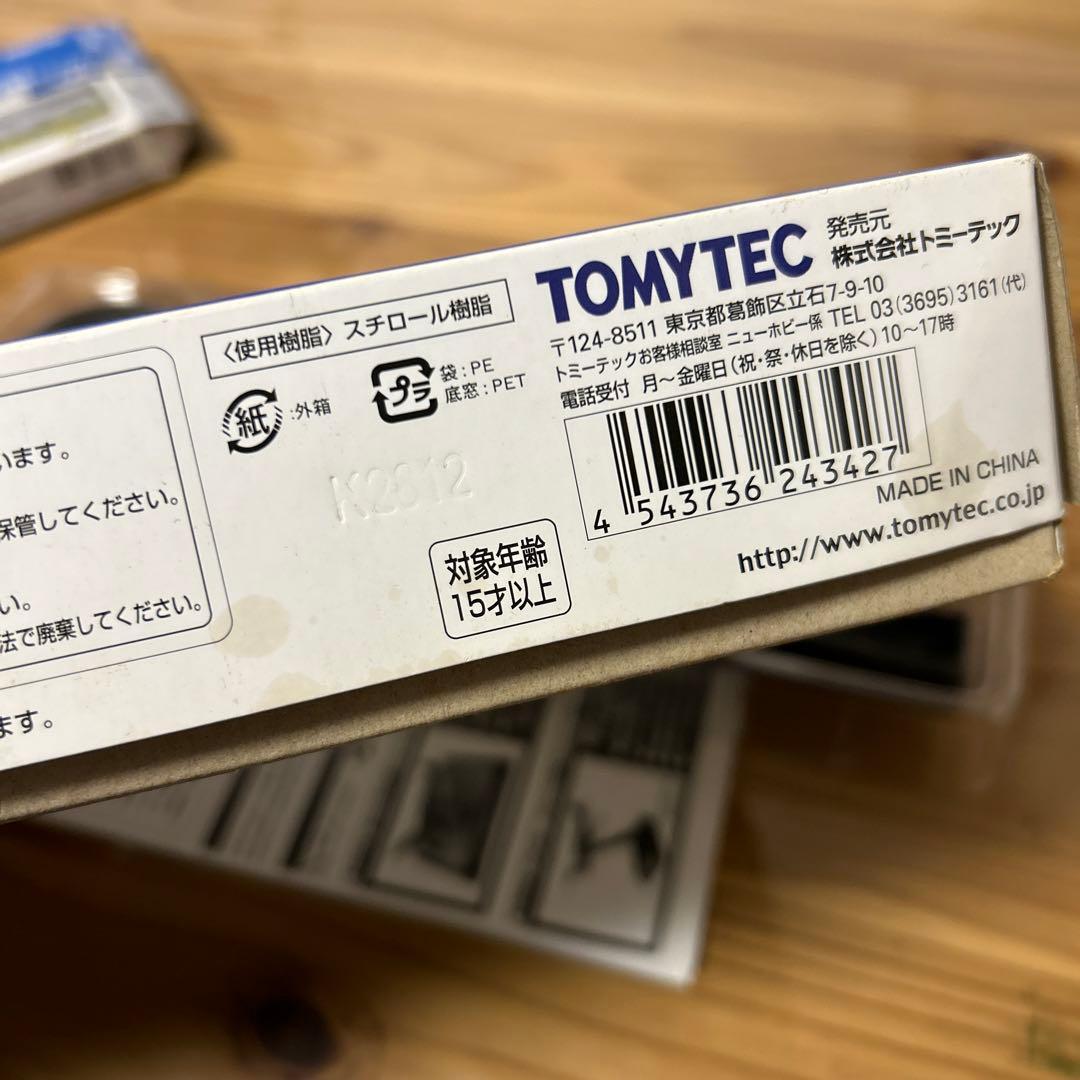 います。
保管してください。
い。
法で廃棄してください。
ます。
〈使用樹脂〉スチロール樹脂
紙
:外箱
プラ
袋:PE
底窓:PET
K2612
対象年齢
15才以上
TOMYTEC
発売元
株式会社トミーテック
〒124-8511 東京都葛飾区立石7-9-10
トミーテックお客様相談室 ニューホビー係 TEL 03(3695)3161(代)
電話受付 月〜金曜日(祝・祭・休日を除く)10〜17時
4 543736 243427
MADE IN CHINA
http://www.tomytec.co.jp